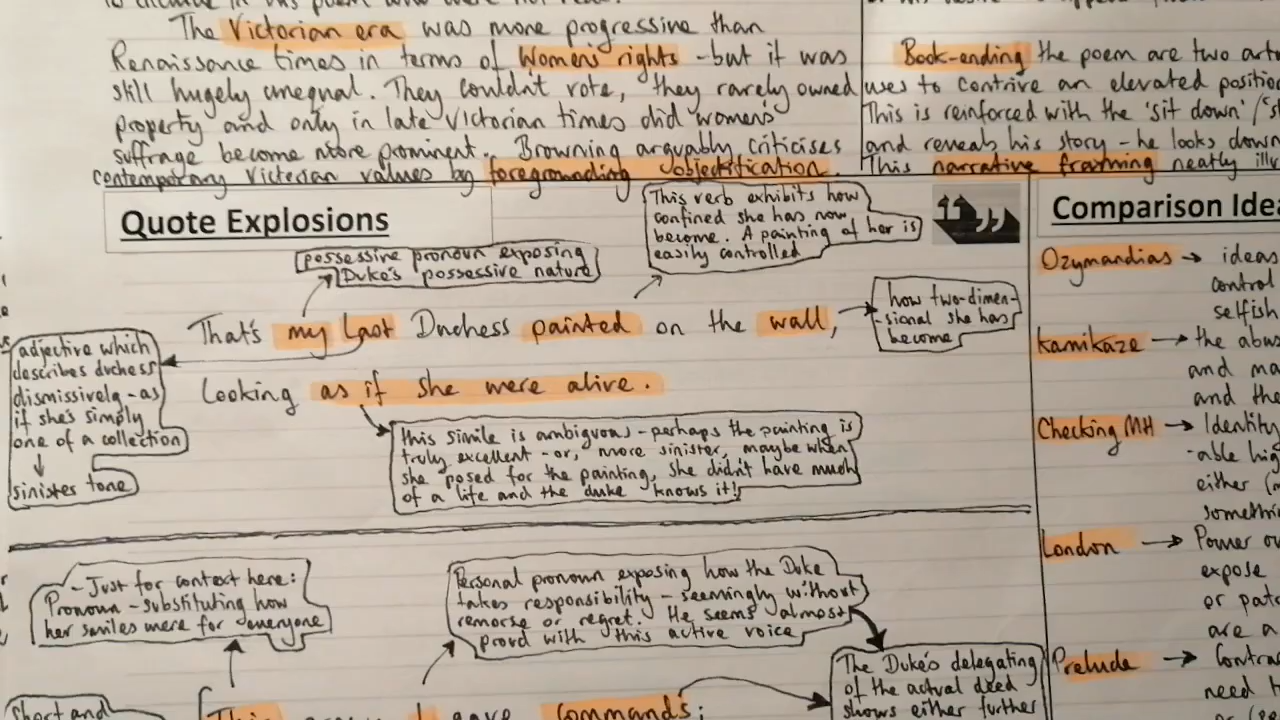 The Victorian era was more progressive than
Renaissance times in terms of Women's rights - but it was
still hugely unequal. They couldn't vote, they rarely owned
property and only in late Victorian times did women's
suffrage become more prominent. Browning arguably criticises
contemporary Victorian values by foregrounding objectification.
Book-ending the poem are two
uses to contrive an elevated
This is reinforced with the 'sit down'
and reveals his story - he looks down
This narrative framing neatly
Quote Explosions
possessive pronoun exposing
Duke's possessive nature
This verb exhibits how
confined she has now
become. A painting of her is
easily controlled
how two-dimen-
-sional she has
become
That's my Last Duchess painted on the wall,
Looking as if she were alive.
adjective which
describes duchess
dismissively - as
if she's simply
one of a collection
↓
sinister tone
this simile is ambiguous - perhaps the painting is
truly excellent - or, more sinister, maybe when
she posed for the painting, she didn't have much
of a life and the duke knows it!
- Just for context here:
Pronoun - substituting how
her smiles were for everyone
Personal pronoun exposing how the Duke
takes responsibility - seemingly without
remorse or regret. He seems almost
proud with this active voice
The Duke's delegating
of the actual deed
shows either further
Short and
This grew; I gave commands;
Comparison
Ozymandias → ideas
control
selfish
Kamikaze → the
and
and the
Checking MH → Identity
either
London → Power
expose
or
are a
Prelude →
need